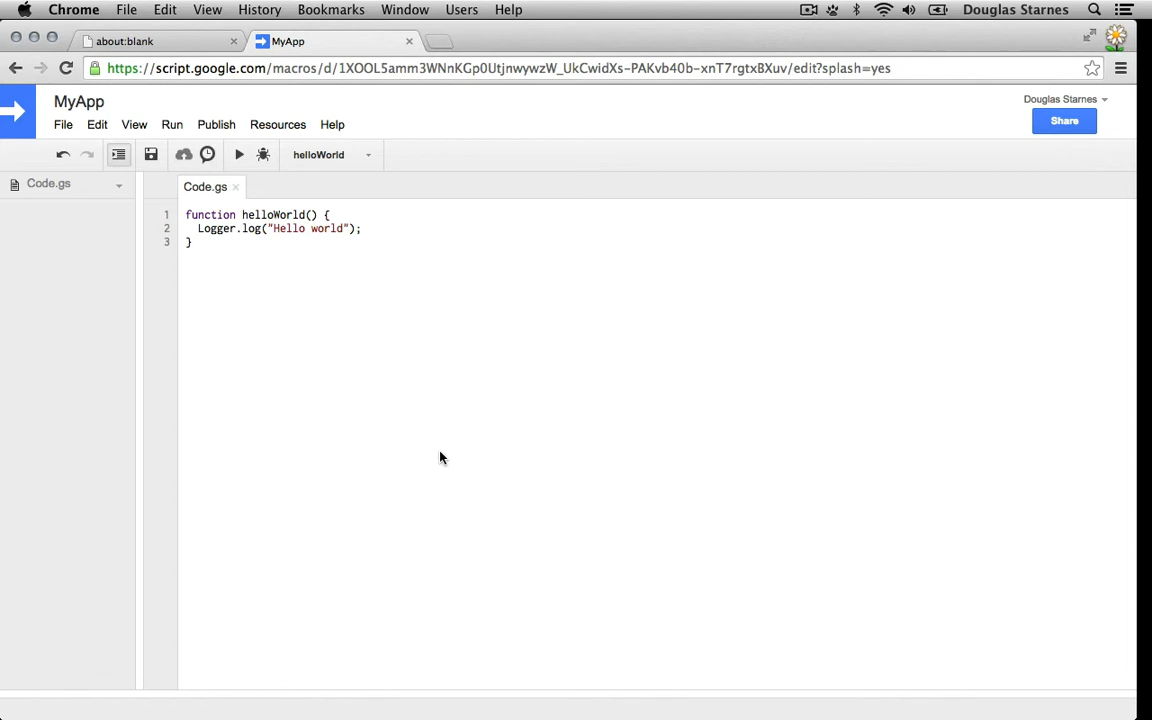 Chrome File Edit View History Bookmarks Window Users Help Douglas Starnes
about:blank MyApp
https://script.google.com/macros/d/1XOOL5amm3WNnKGp0UtjnwywzW_UkCwidXs-PAKvb40b-xnT7rgtxBXuv/edit?splash=yes
MyApp Douglas Starnes
File Edit View Run Publish Resources Help Share
helloWorld
Code.gs Code.gs
1 function helloWorld() {
2 Logger.log("Hello world");
3 }